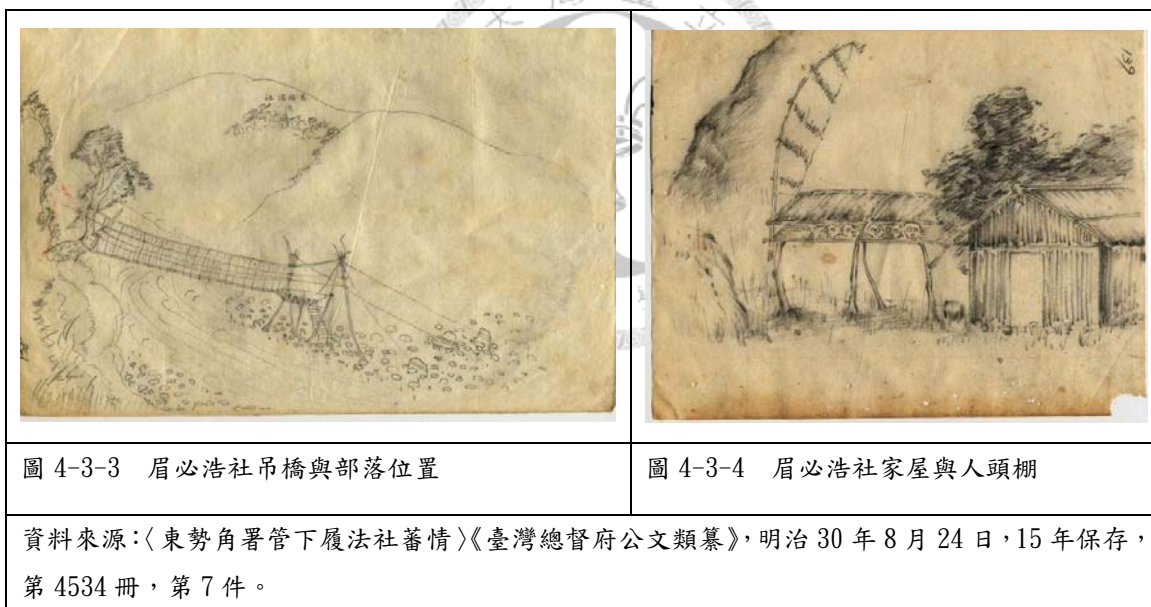 139
圖 4-3-3 眉必浩社吊橋與部落位置
圖 4-3-4 眉必浩社家屋與人頭棚
資料來源：〈東勢角署管下履法社蕃情〉《臺灣總督府公文類纂》，明治 30 年 8 月 24 日，15 年保存，
第 4534 冊，第 7 件。